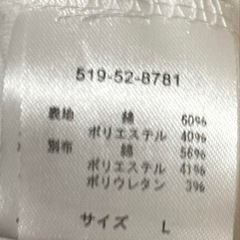 519-52-8781
表地 綿 60%
ポリエステル 40%
別布 綿 56%
ポリエステル 41%
ポリウレタン 3%
サイズ L